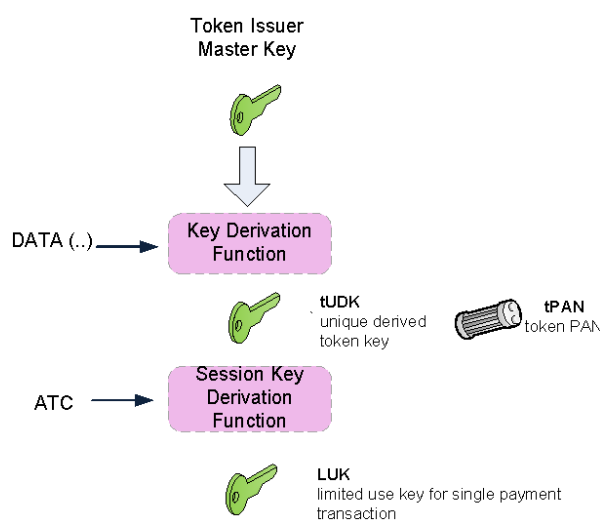 Token Issuer
Master Key
DATA (..)
Key Derivation
Function
tUDK
unique derived
token key
tPAN
token PAN
ATC
Session Key
Derivation
Function
LUK
limited use key for single payment
transaction